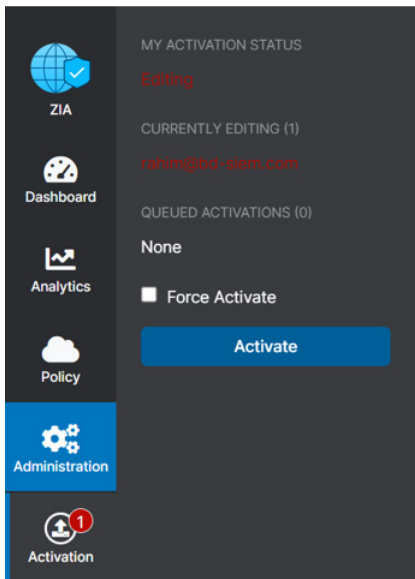 ZIA
Dashboard
Analytics
Policy
Administration
1
Activation
MY ACTIVATION STATUS
Editing
CURRENTLY EDITING (1)
rahim@bd-siem.com
QUEUED ACTIVATIONS (0)
None
Force Activate
Activate